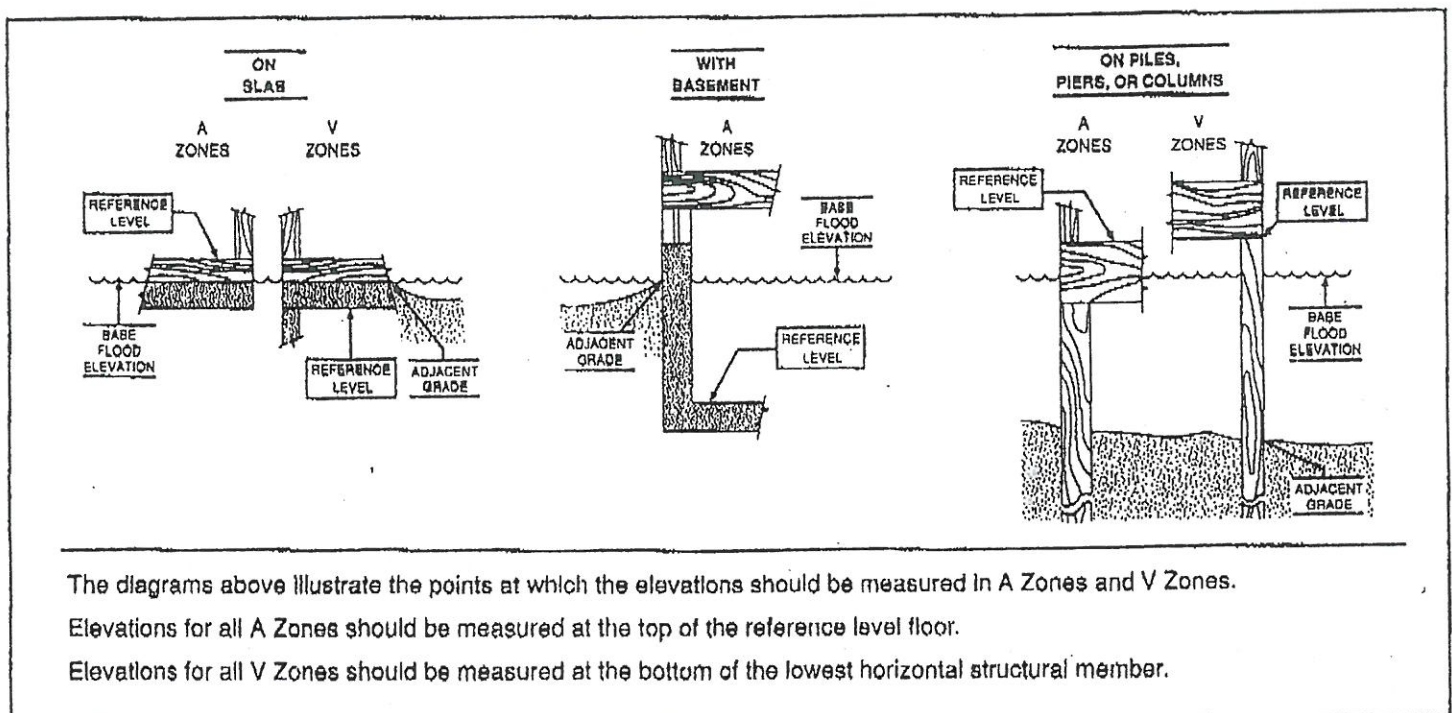 ON
SLAB
A
ZONES
V
ZONES
REFERENCE
LEVEL
BASE
FLOOD
ELEVATION
REFERENCE
LEVEL
ADJACENT
GRADE
WITH
BASEMENT
A
ZONES
BASE
FLOOD
ELEVATION
ADJACENT
GRADE
REFERENCE
LEVEL
ON PILES,
PIERS, OR COLUMNS
A
ZONES
V
ZONES
REFERENCE
LEVEL
REFERENCE
LEVEL
BASE
FLOOD
ELEVATION
ADJACENT
GRADE
The diagrams above illustrate the points at which the elevations should be measured in A Zones and V Zones.
Elevations for all A Zones should be measured at the top of the reference level floor.
Elevations for all V Zones should be measured at the bottom of the lowest horizontal structural member.